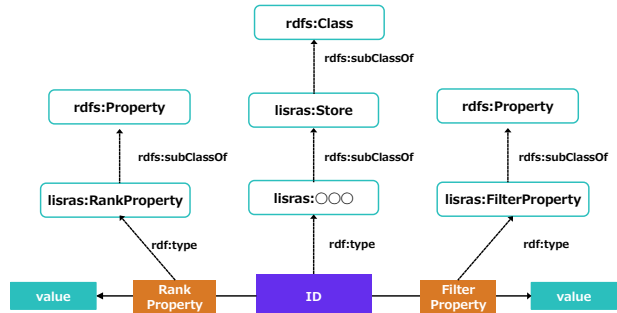 rdfs:Class
rdfs:subClassOf
rdfs:Property
lisras:Store
rdfs:Property
rdfs:subClassOf
rdfs:subClassOf
rdfs:subClassOf
lisras:RankProperty
lisras:○○○
lisras:FilterProperty
rdf:type
rdf:type
rdf:type
value
Rank
Property
ID
Filter
Property
value